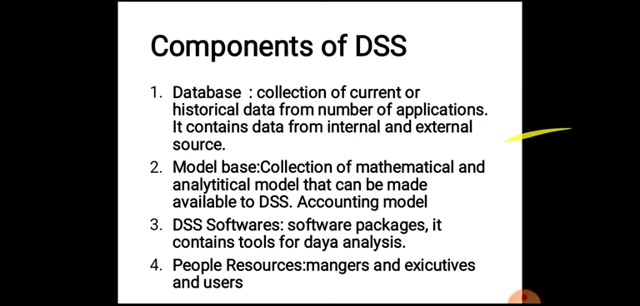 Components of DSS
1. Database : collection of current or
historical data from number of applications.
It contains data from internal and external
source.
2. Model base:Collection of mathematical and
analytitical model that can be made
available to DSS. Accounting model
3. DSS Softwares: software packages, it
contains tools for daya analysis.
4. People Resources:mangers and exicutives
and users